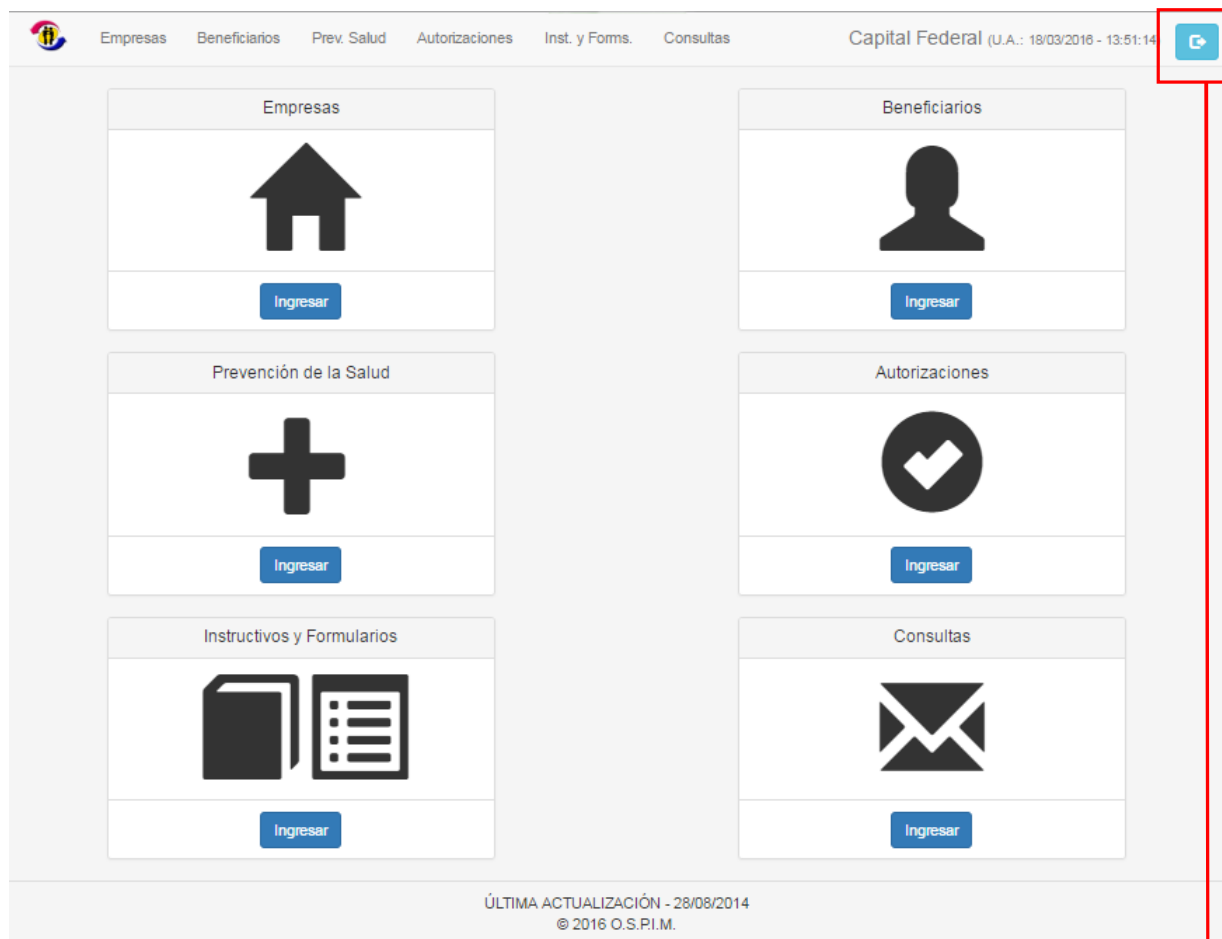 Empresas Beneficiarios Prev. Salud Autorizaciones Inst. y Forms. Consultas Capital Federal (U.A.: 18/03/2016 - 13:51:14
Empresas Beneficiarios
Ingresar Ingresar
Prevención de la Salud Autorizaciones
Ingresar Ingresar
Instructivos y Formularios Consultas
Ingresar Ingresar
ÚLTIMA ACTUALIZACIÓN - 28/08/2014
© 2016 O.S.P.I.M.